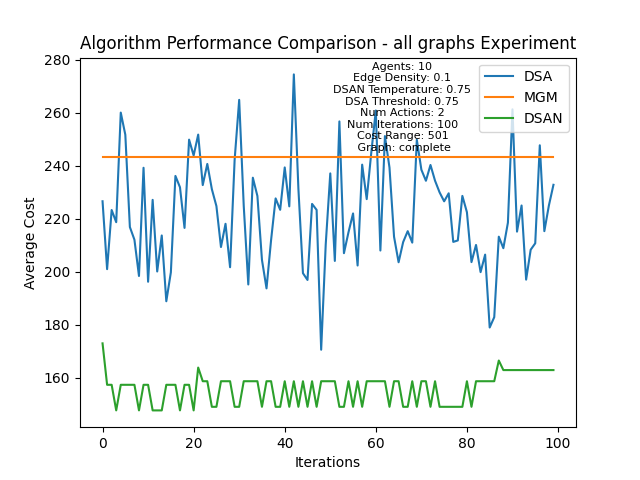 Algorithm Performance Comparison - all graphs Experiment
280
260
240
220
200
180
160
Average Cost
Agents: 10
Edge Density: 0.1
DSAN Temperature: 0.75
DSA Threshold: 0.75
Num Actions: 2
Num Iterations: 100
Cost Range: 501
Graph: complete
DSA
MGM
DSAN
0
20
40
60
80
100
Iterations